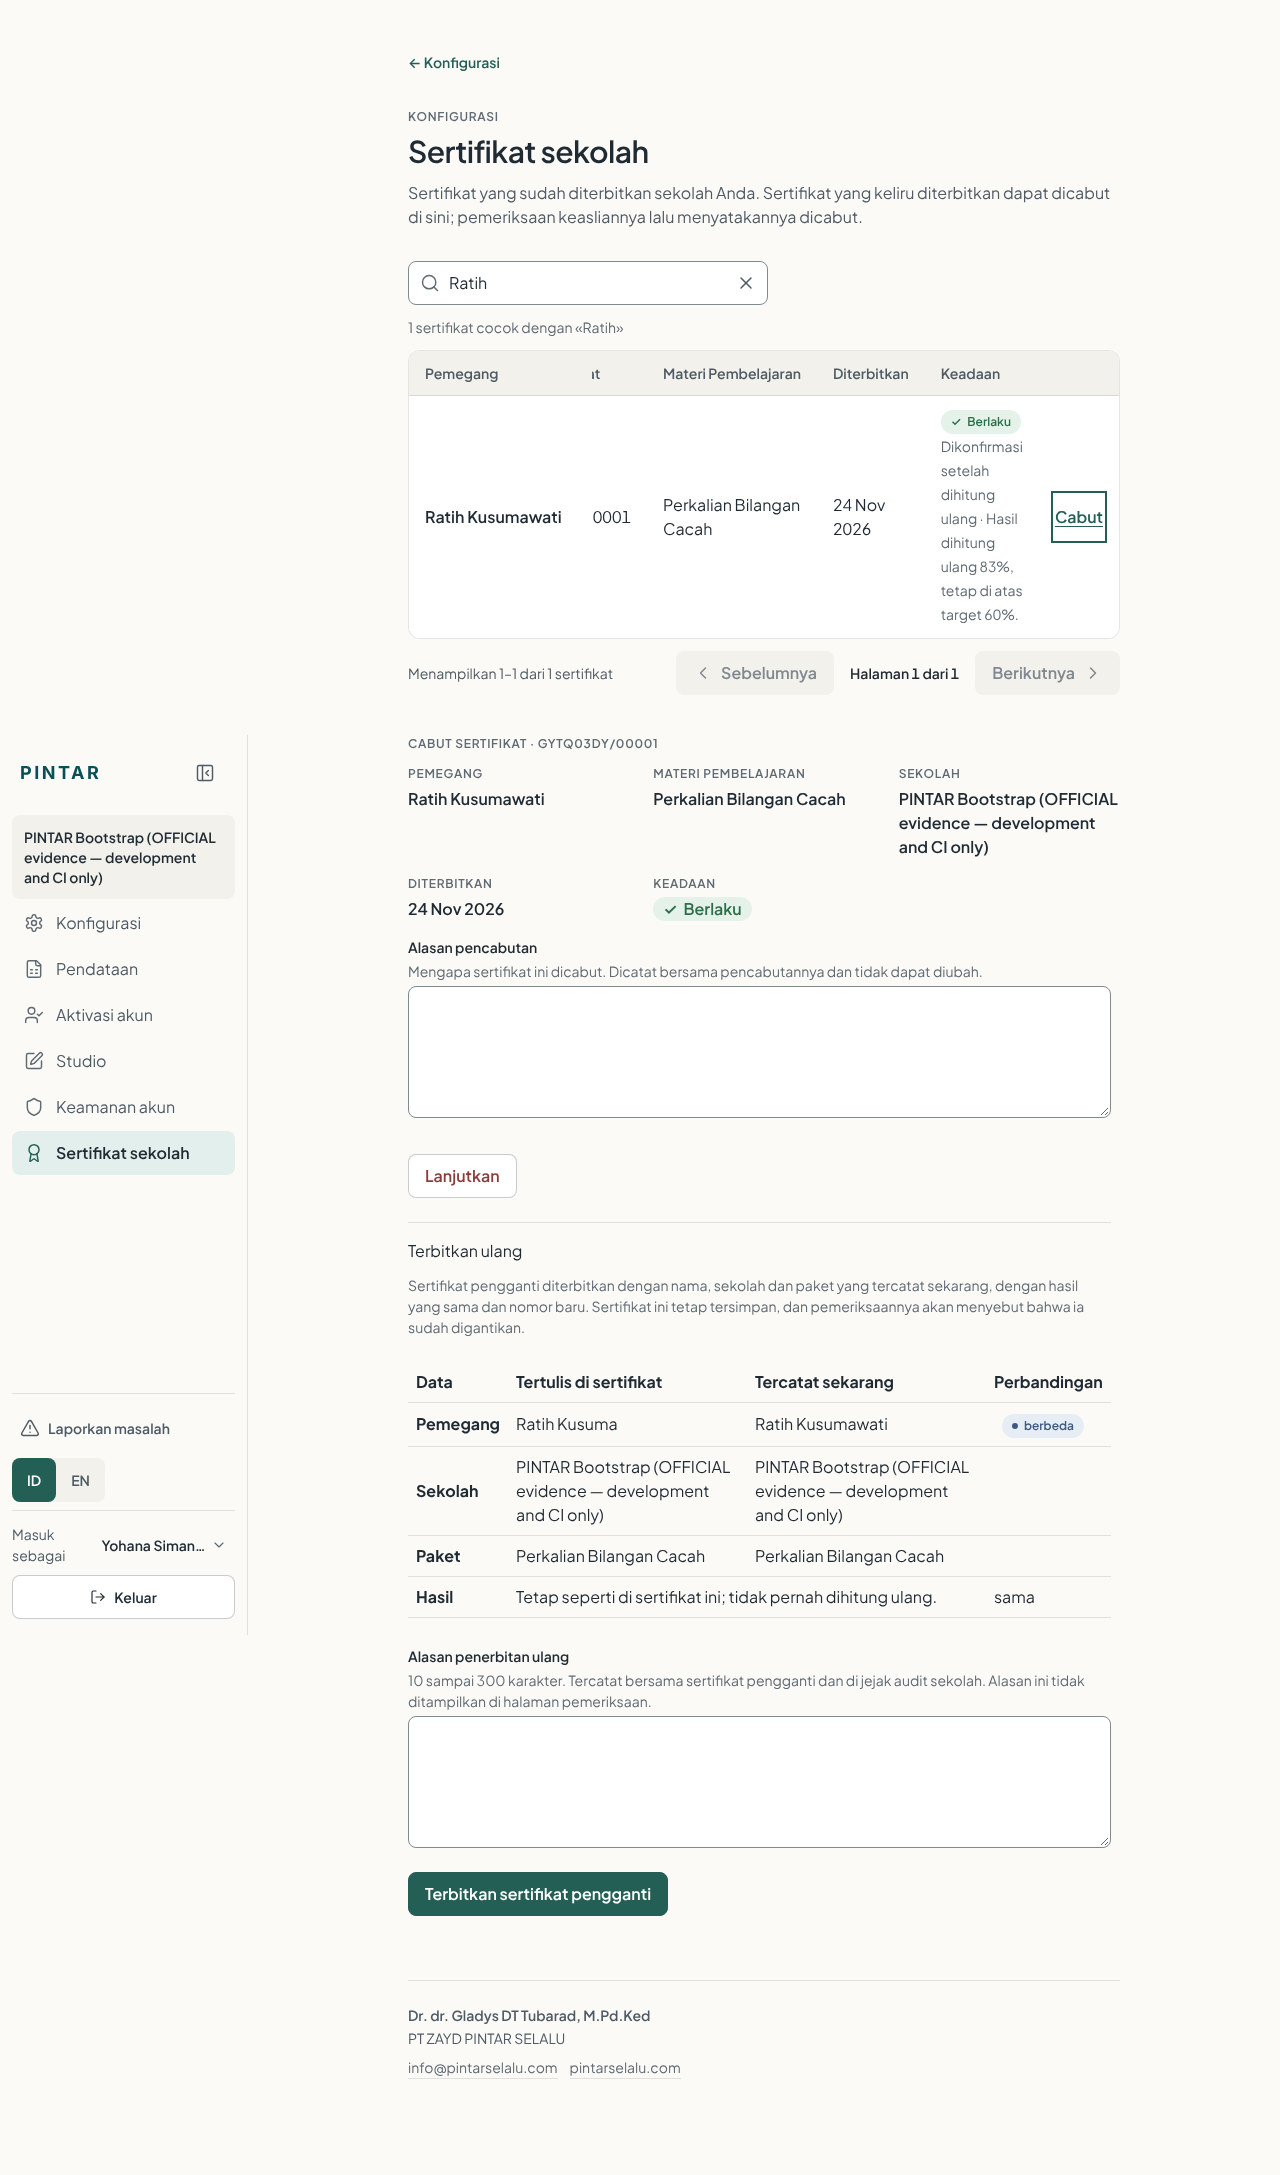 ← Konfigurasi
KONFIGURASI
Sertifikat sekolah
Sertifikat yang sudah diterbitkan sekolah Anda. Sertifikat yang keliru diterbitkan dapat dicabut
di sini; pemeriksaan keasliannya lalu menyatakannya dicabut.
Ratih
1 sertifikat cocok dengan «Ratih»
Pemegang
Materi Pembelajaran
Diterbitkan
Keadaan
Ratih Kusumawati
0001
Perkalian Bilangan
Cacah
24 Nov
2026
Berlaku
Dikonfirmasi
setelah
dihitung
ulang · Hasil
dihitung
ulang 83%,
tetap di atas
target 60%.
Cabut
Menampilkan 1–1 dari 1 sertifikat
Sebelumnya
Halaman 1 dari 1
Berikutnya
PINTAR
PINTAR Bootstrap (OFFICIAL
evidence — development
and CI only)
Konfigurasi
Pendataan
Aktivasi akun
Studio
Keamanan akun
Sertifikat sekolah
Laporkan masalah
ID
EN
Masuk
sebagai
Yohana Siman...
Keluar
CABUT SERTIFIKAT · GYTQ03DY/00001
PEMEGANG
Ratih Kusumawati
MATERI PEMBELAJARAN
Perkalian Bilangan Cacah
SEKOLAH
PINTAR Bootstrap (OFFICIAL
evidence — development
and CI only)
DITERBITKAN
24 Nov 2026
KEADAAN
Berlaku
Alasan pencabutan
Mengapa sertifikat ini dicabut. Dicatat bersama pencabutannya dan tidak dapat diubah.
Lanjutkan
Terbitkan ulang
Sertifikat pengganti diterbitkan dengan nama, sekolah dan paket yang tercatat sekarang, dengan hasil
yang sama dan nomor baru. Sertifikat ini tetap tersimpan, dan pemeriksaannya akan menyebut bahwa ia
sudah digantikan.
Data
Tertulis di sertifikat
Tercatat sekarang
Perbandingan
Pemegang
Ratih Kusuma
Ratih Kusumawati
berbeda
Sekolah
PINTAR Bootstrap (OFFICIAL
evidence — development
and CI only)
PINTAR Bootstrap (OFFICIAL
evidence — development
and CI only)
Paket
Perkalian Bilangan Cacah
Perkalian Bilangan Cacah
Hasil
Tetap seperti di sertifikat ini; tidak pernah dihitung ulang.
sama
Alasan penerbitan ulang
10 sampai 300 karakter. Tercatat bersama sertifikat pengganti dan di jejak audit sekolah. Alasan ini tidak
ditampilkan di halaman pemeriksaan.
Terbitkan sertifikat pengganti
Dr. dr. Gladys DT Tubarad, M.Pd.Ked
PT ZAYD PINTAR SELALU
info@pintarselalu.com
pintarselalu.com